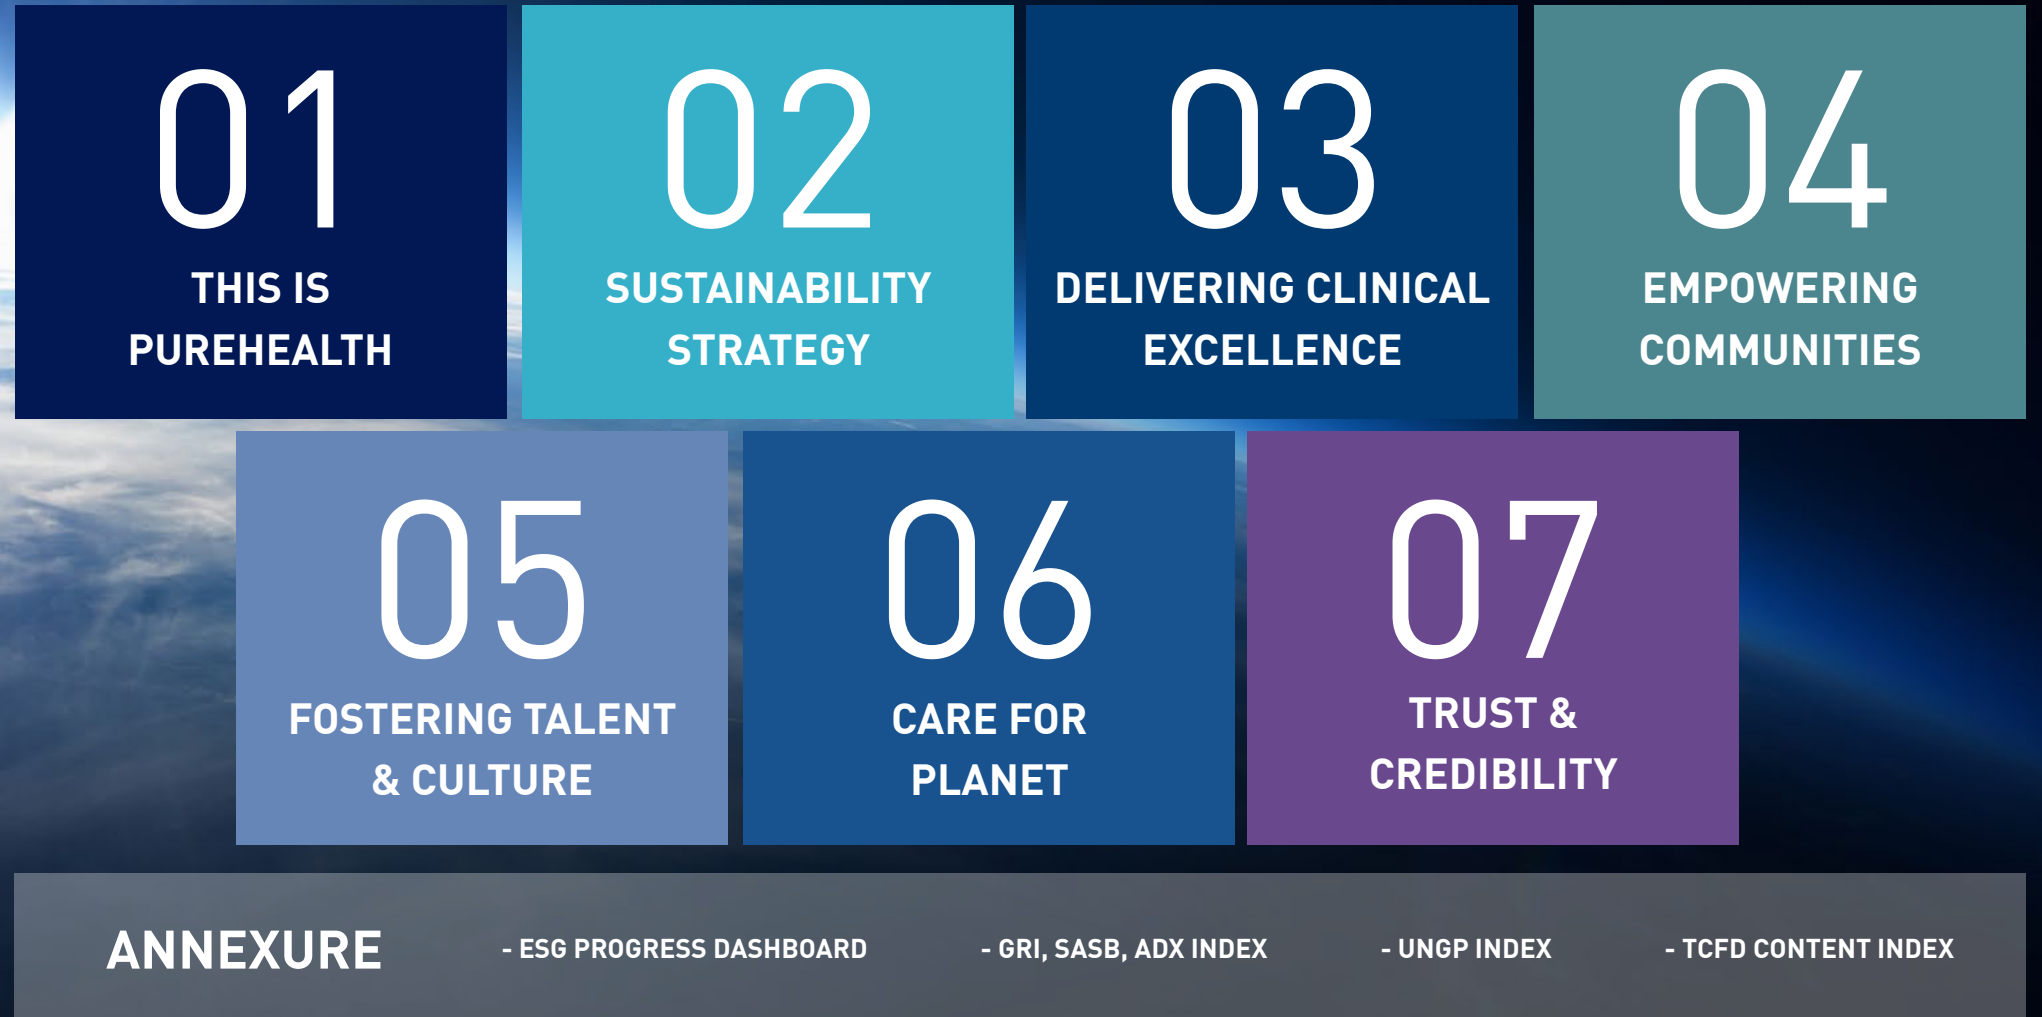 01
THIS IS
PUREHEALTH
02
SUSTAINABILITY
STRATEGY
03
DELIVERING CLINICAL
EXCELLENCE
04
EMPOWERING
COMMUNITIES
05
FOSTERING TALENT
& CULTURE
06
CARE FOR
PLANET
07
TRUST &
CREDIBILITY
ANNEXURE
- ESG PROGRESS DASHBOARD
- GRI, SASB, ADX INDEX
- UNGP INDEX
- TCFD CONTENT INDEX